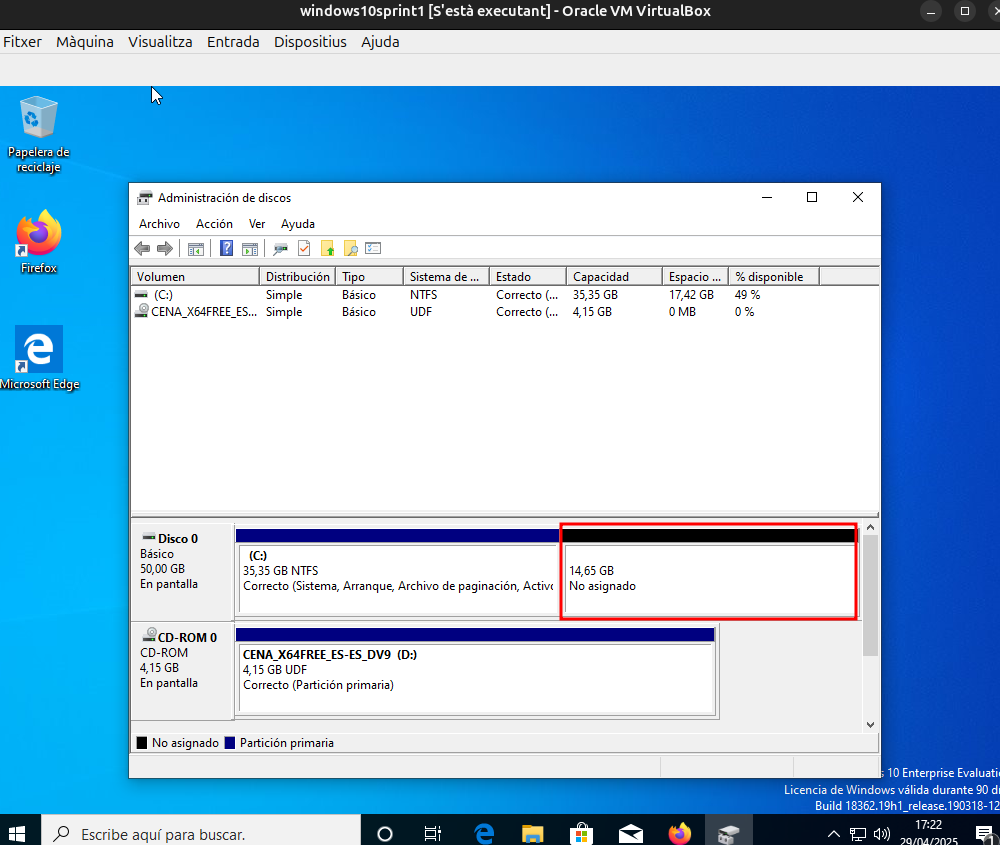 windows10sprint1 [S'està executant] - Oracle VM VirtualBox
Fitxer Màquina Visualitza Entrada Dispositius Ajuda
Papelera de
reciclaje
Firefox
Microsoft Edge
Administración de discos
Archivo Acción Ver Ayuda
Volumen Distribución Tipo Sistema de ... Estado Capacidad Espacio ... % disponible
(C:) Simple Básico NTFS Correcto (... 35,35 GB 17,42 GB 49 %
CENA_X64FREE_ES... Simple Básico UDF Correcto (... 4,15 GB 0 MB 0 %
Disco 0
Básico
50,00 GB
En pantalla
(C:)
35,35 GB NTFS
Correcto (Sistema, Arranque, Archivo de paginación, Activo
14,65 GB
No asignado
CD-ROM 0
CD-ROM
4,15 GB
En pantalla
CENA_X64FREE_ES-ES_DV9 (D:)
4,15 GB UDF
Correcto (Partición primaria)
No asignado Partición primaria
s 10 Enterprise Evaluati
Licencia de Windows válida durante 90 d
Build 18362.19h1_release.190318-12
Escribe aquí para buscar.
17:22
29/04/2025
1